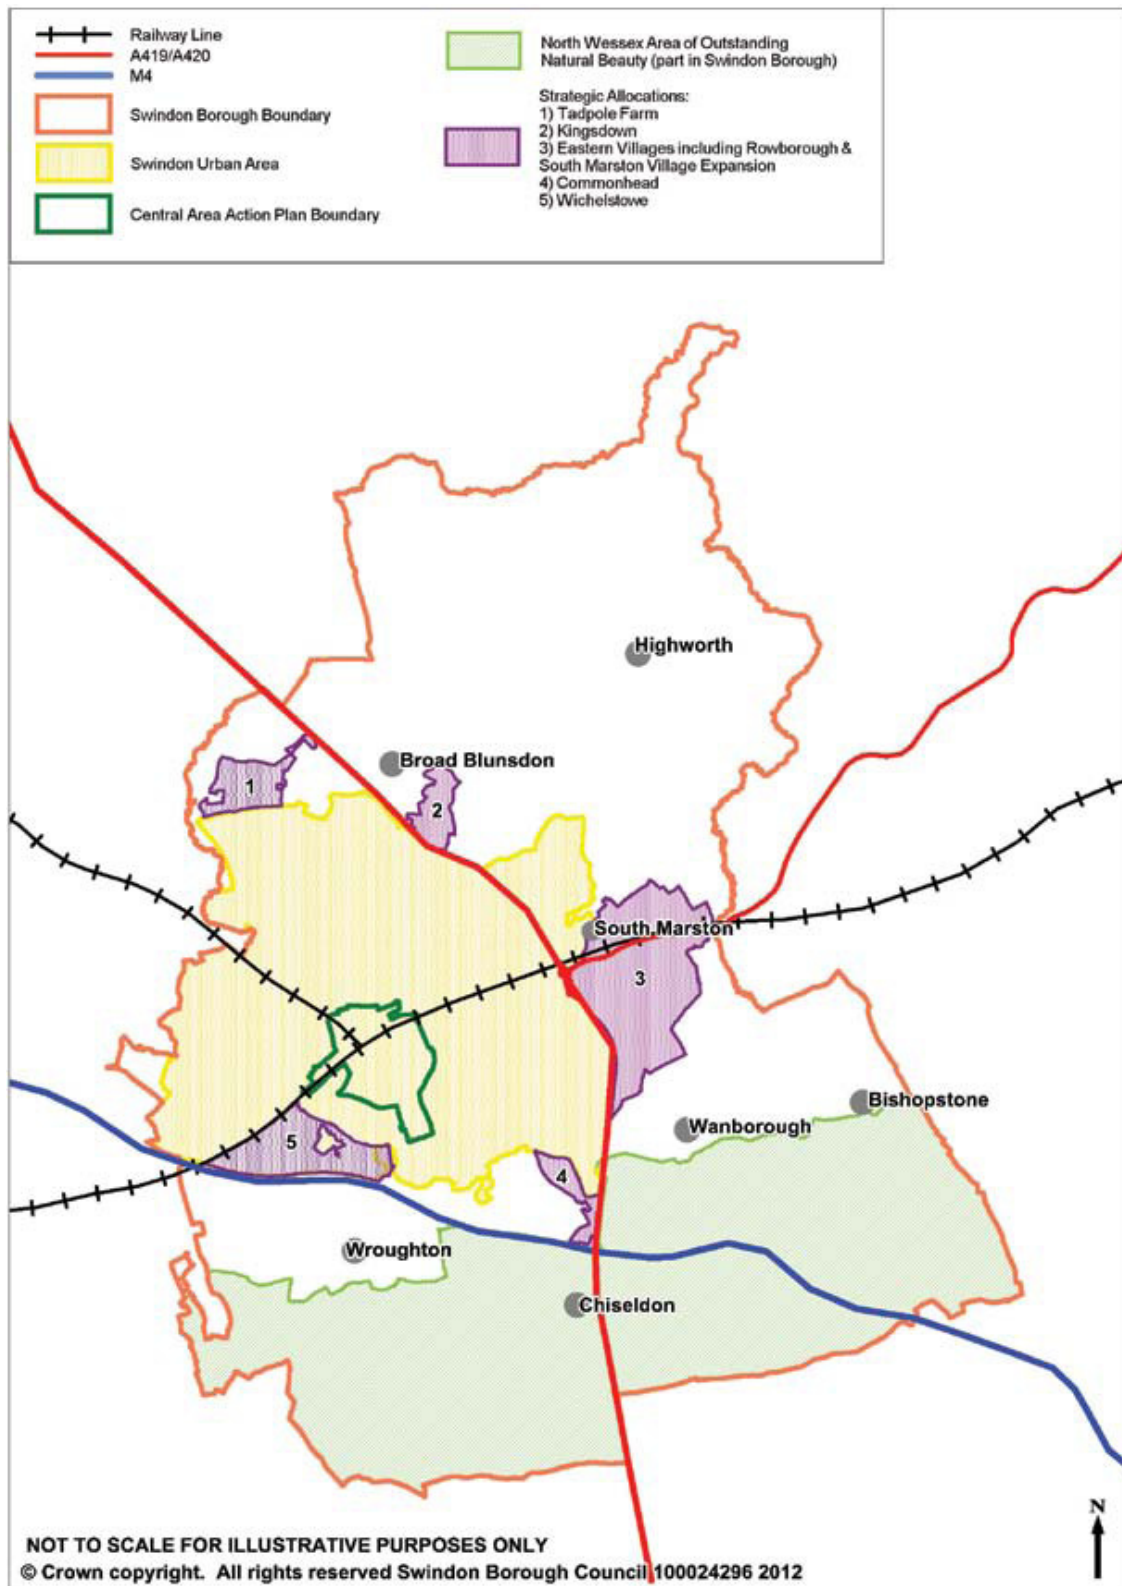 Railway Line
A419/A420
M4
Swindon Borough Boundary
Swindon Urban Area
Central Area Action Plan Boundary
North Wessex Area of Outstanding
Natural Beauty (part in Swindon Borough)
Strategic Allocations:
1) Tadpole Farm
2) Kingsdown
3) Eastern Villages including Rowborough &
South Marston Village Expansion
4) Commonhead
5) Wichelstowe
Highworth
Broad Blunsdon
1
2
South Marston
3
Bishopstone
Wanborough
5
4
Wroughton
Chiseldon
N
NOT TO SCALE FOR ILLUSTRATIVE PURPOSES ONLY
© Crown copyright. All rights reserved Swindon Borough Council 100024296 2012